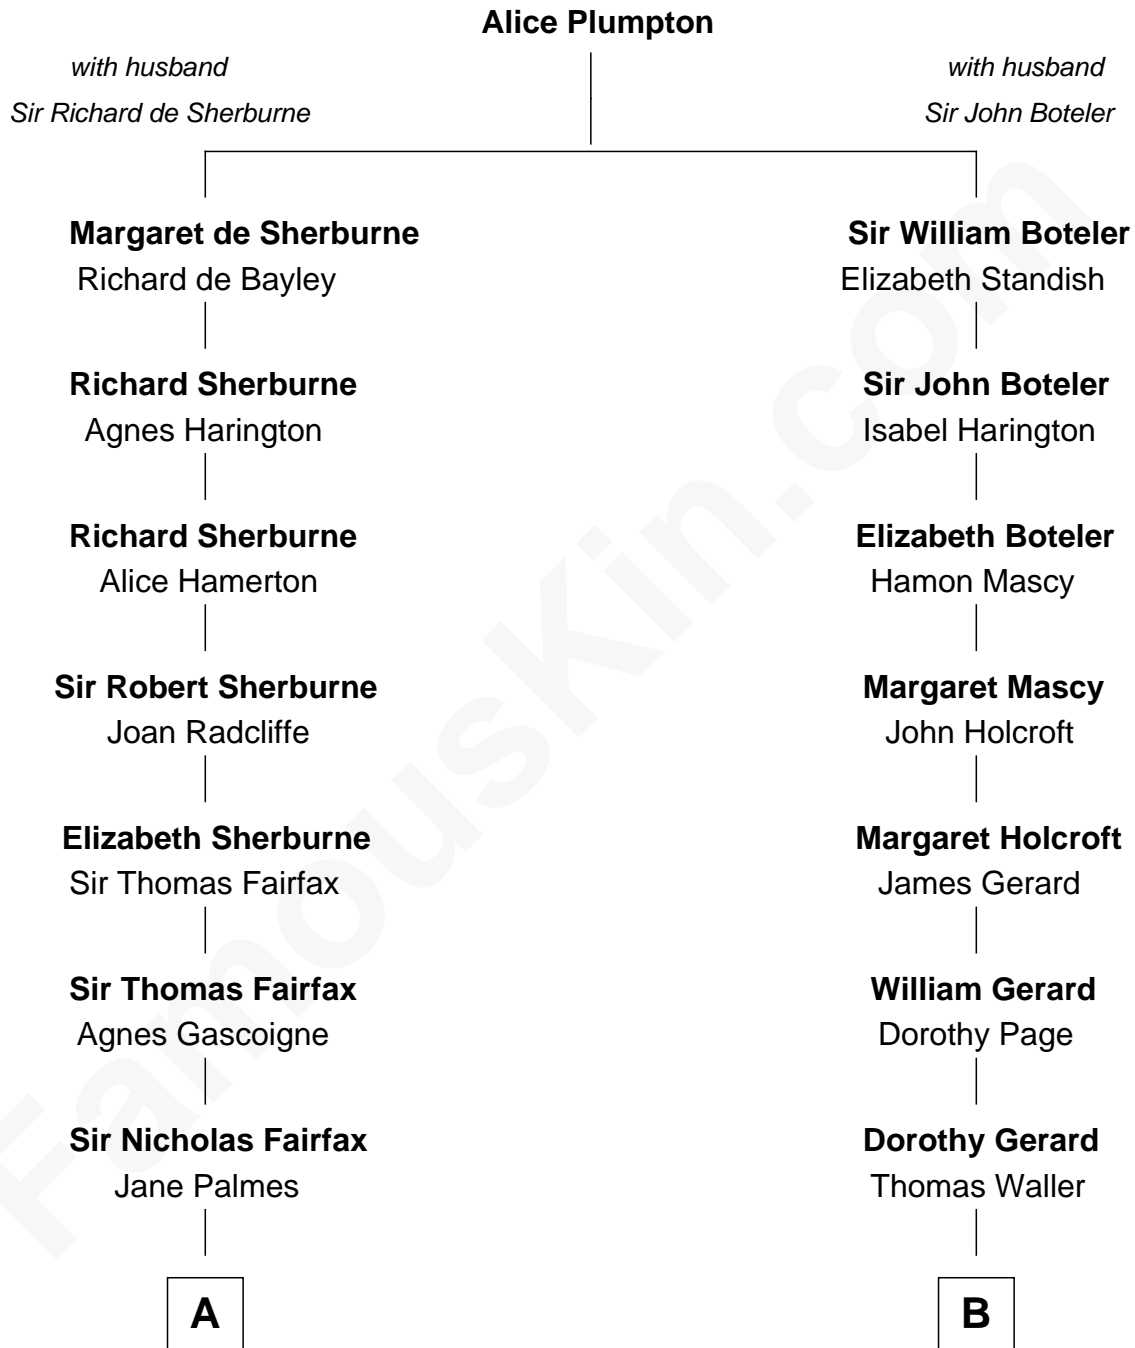 Alice Plumpton
with husband
Sir Richard de Sherburne
with husband
Sir John Boteler
Margaret de Sherburne
Richard de Bayley
Sir William Boteler
Elizabeth Standish
Richard Sherburne
Agnes Harington
Sir John Boteler
Isabel Harington
Richard Sherburne
Alice Hamerton
Elizabeth Boteler
Hamon Mascy
Sir Robert Sherburne
Joan Radcliffe
Margaret Mascy
John Holcroft
Elizabeth Sherburne
Sir Thomas Fairfax
Margaret Holcroft
James Gerard
Sir Thomas Fairfax
Agnes Gascoigne
William Gerard
Dorothy Page
Sir Nicholas Fairfax
Jane Palmes
Dorothy Gerard
Thomas Waller
A
B
FamousKin.com